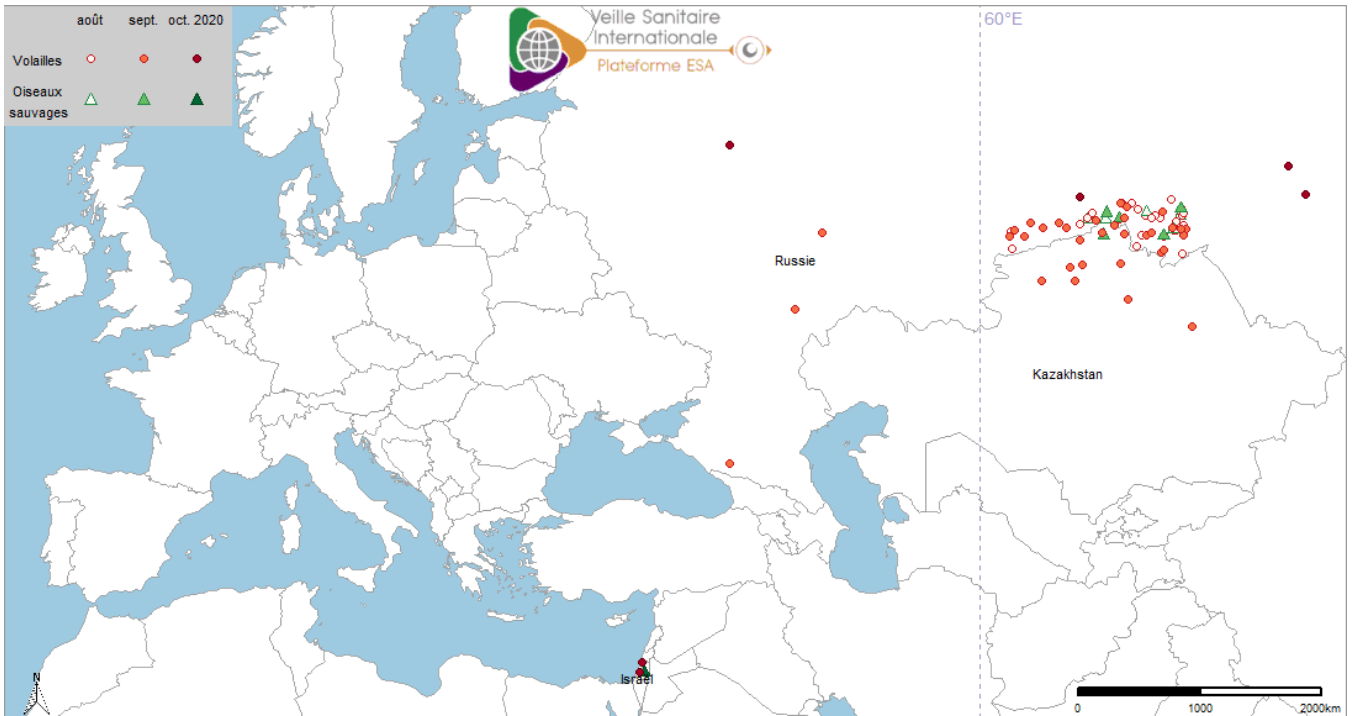 août sept. oct. 2020
Volailles
Oiseaux
sauvages
Veille Sanitaire
Internationale
Plateforme ESA
60°E
Russie
Kazakhstan
Israël
N
0 1000 2000km